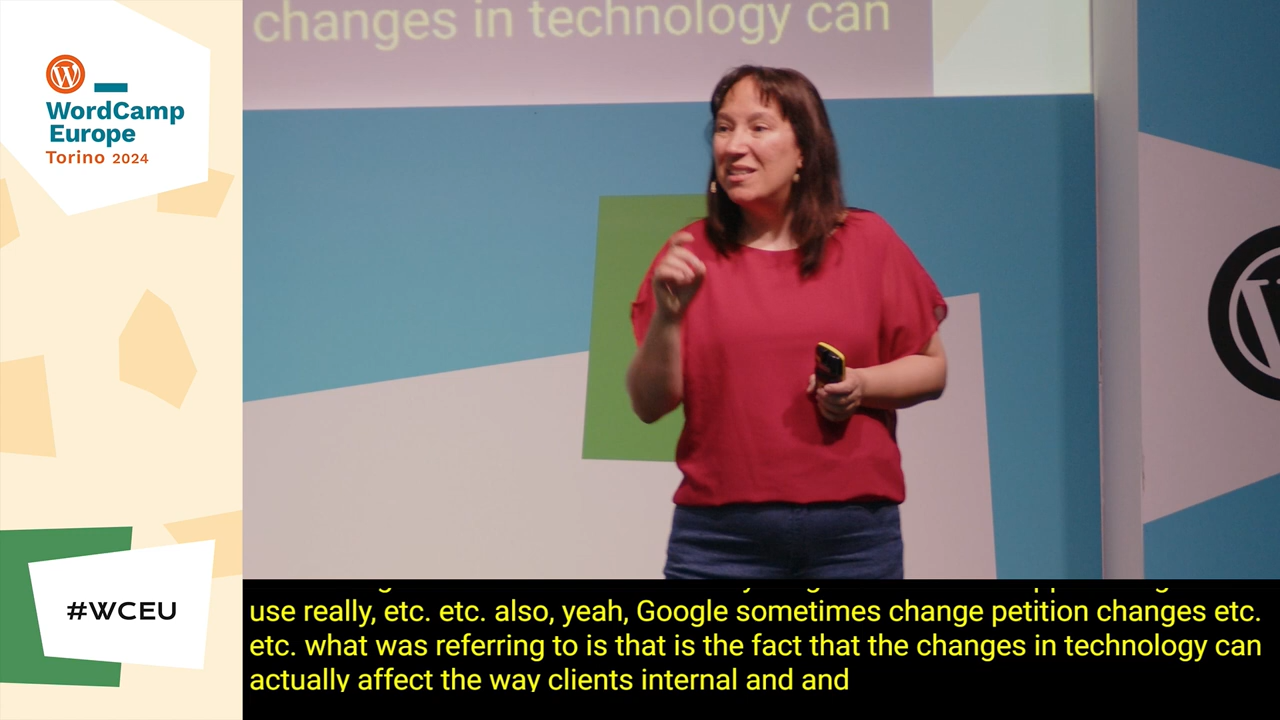 changes in technology can
WordCamp
Europe
Torino 2024
#WCEU
use really, etc. etc. also, yeah, Google sometimes change petition changes etc.
etc. what was referring to is that is the fact that the changes in technology can
actually affect the way clients internal and and